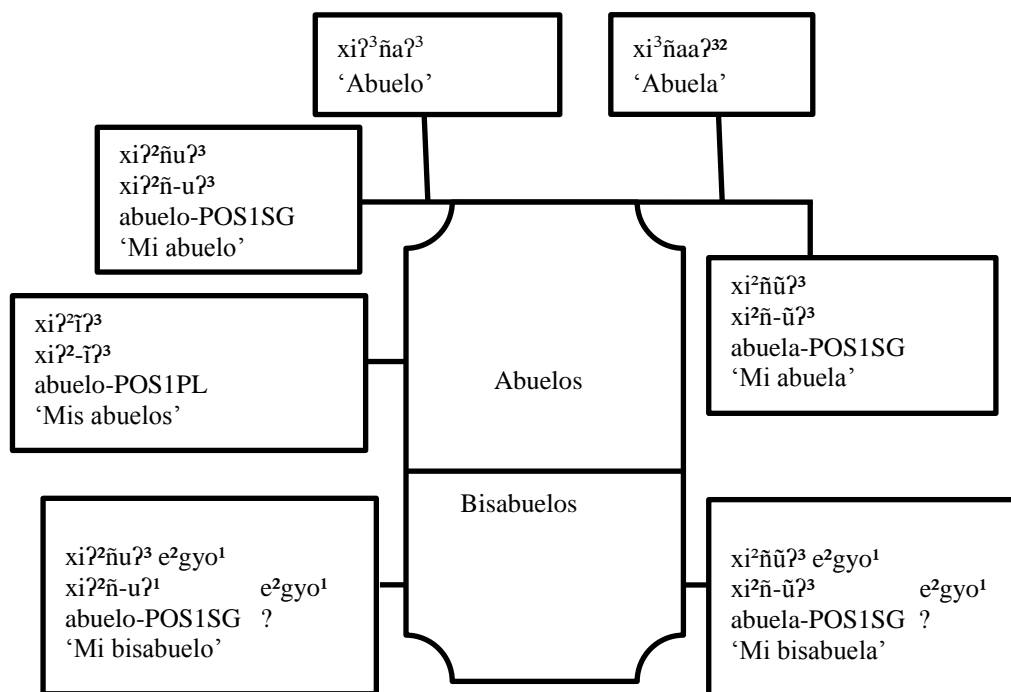 xiʔ³ñaʔ³
‘Abuelo’
xi³ñaaʔ³²
‘Abuela’
xiʔ²ñuʔ³
xiʔ²ñ-uʔ³
abuelo-POS1SG
‘Mi abuelo’
xi²ñũʔ³
xi²ñ-ũʔ³
abuela-POS1SG
‘Mi abuela’
xiʔ²ĩʔ³
xiʔ²-ĩʔ³
abuelo-POS1PL
‘Mis abuelos’
Abuelos
Bisabuelos
xiʔ²ñuʔ³ e²gyo¹
xiʔ²ñ-uʔ¹ e²gyo¹
abuelo-POS1SG ?
‘Mi bisabuelo’
xi²ñũʔ³ e²gyo¹
xi²ñ-ũʔ³ e²gyo¹
abuela-POS1SG ?
‘Mi bisabuela’